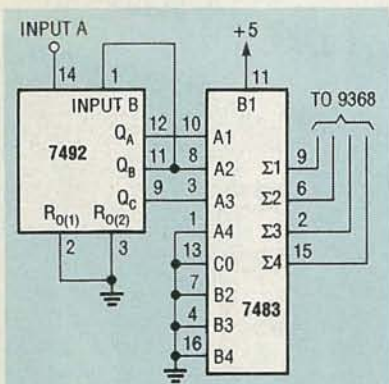 INPUT A
+5
14
1
11
INPUT B
B1
TO 9368
7492
QA
12
10
A1
QB
11
8
A2
Σ1
9
QC
9
3
A3
Σ2
6
RO(1)
RO(2)
1
A4
Σ3
2
2
3
13
C0
Σ4
15
7
B2
7483
4
B3
16
B4